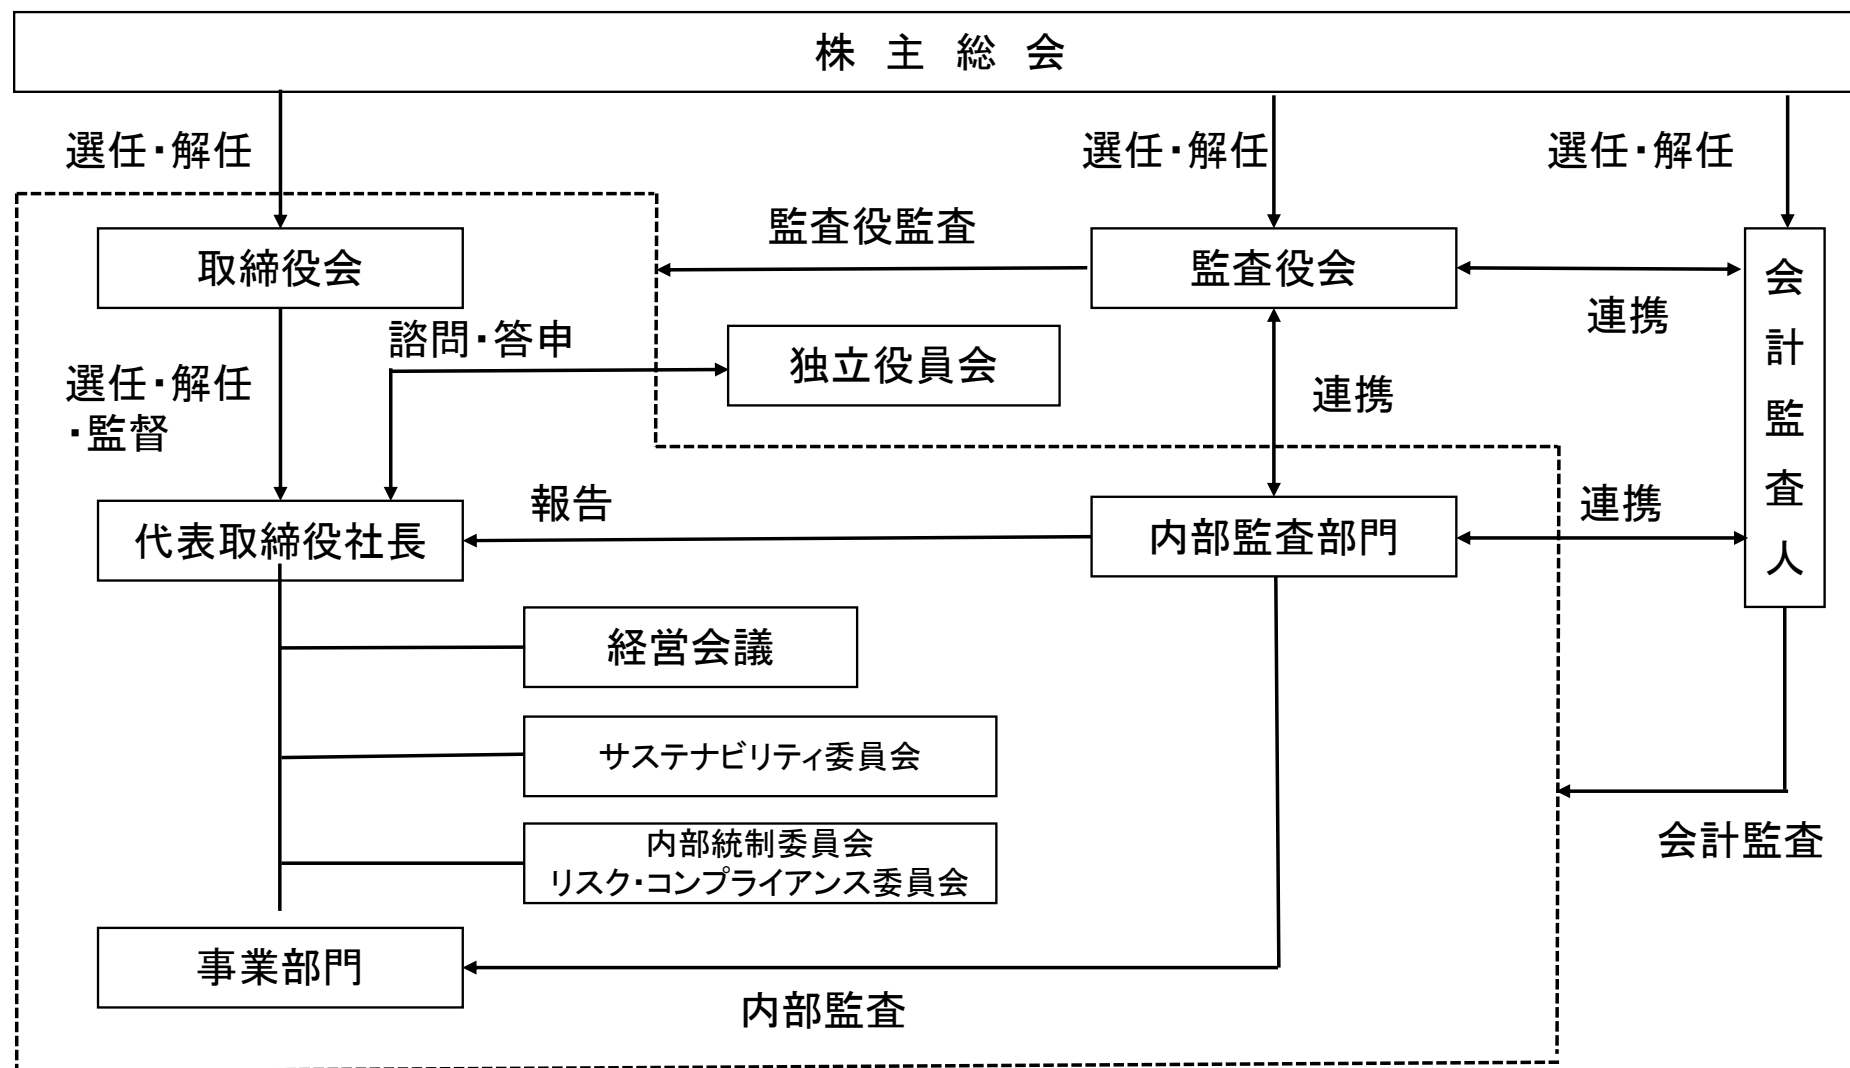 株主総会
選任・解任
選任・解任
選任・解任
監査役監査
取締役会
監査役会
連携
諮問・答申
独立役員会
選任・解任
・監督
連携
報告
連携
代表取締役社長
内部監査部門
会計監査人
経営会議
サステナビリティ委員会
内部統制委員会
リスク・コンプライアンス委員会
会計監査
事業部門
内部監査